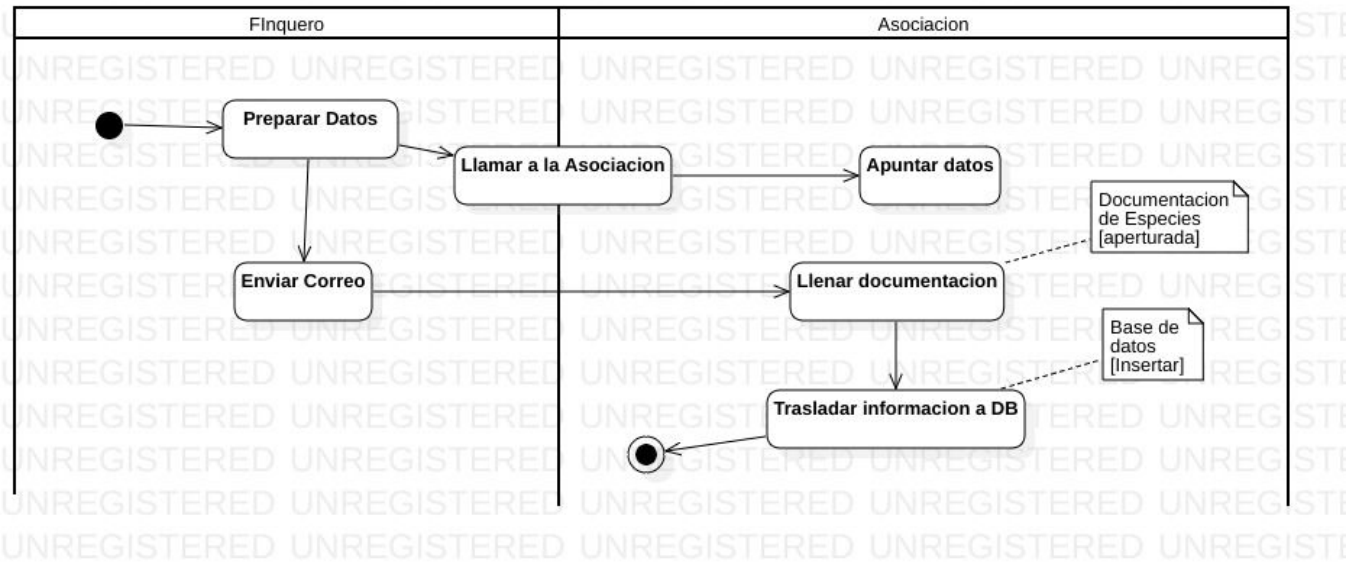 FInquero
Asociacion
Preparar Datos
Llamar a la Asociacion
Apuntar datos
Documentacion
de Especies
[aperturada]
Enviar Correo
Llenar documentacion
Base de
datos
[Insertar]
Trasladar informacion a DB
UNREGISTERED UNREGISTERED UNREGISTERED UNREGISTERED UNREGISTE